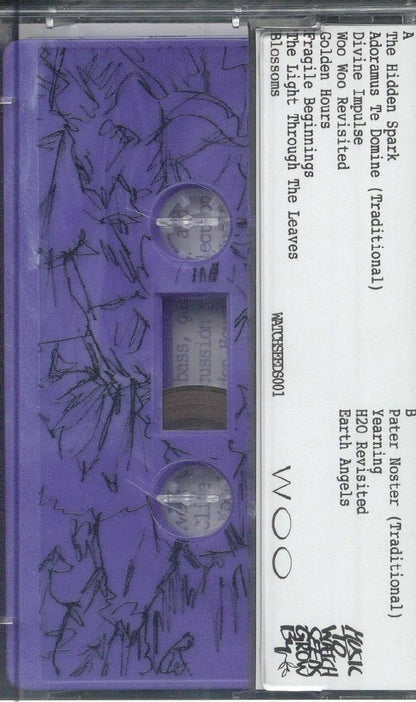 A
The Hidden Spark
Adoramus Te Domine (Traditional)
Divine Impulse
Woo Woo Revisited
Golden Hours
Fragile Beginnings
The Light Through The Leaves
Blossoms
WATCHSEEDS001
B
Pater Noster (Traditional)
Yearning
H2O Revisited
Earth Angels
WOO
MUSIC
TO
WATCH
SEEDS
GROW
BY
bass,